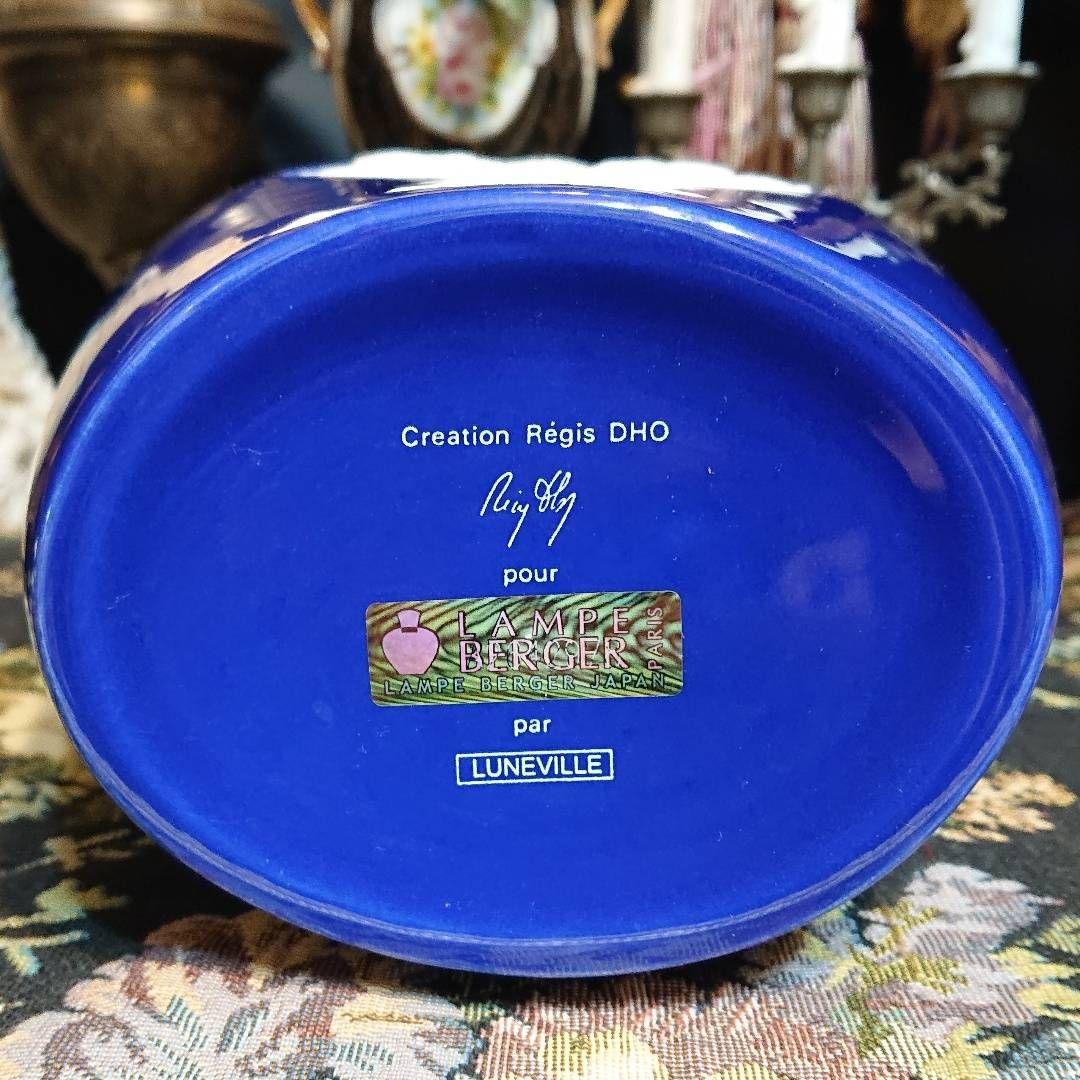 Creation Régis DHO
pour
LAMPE
BERGER
PARIS
LAMPE BERGER JAPAN
par
LUNEVILLE